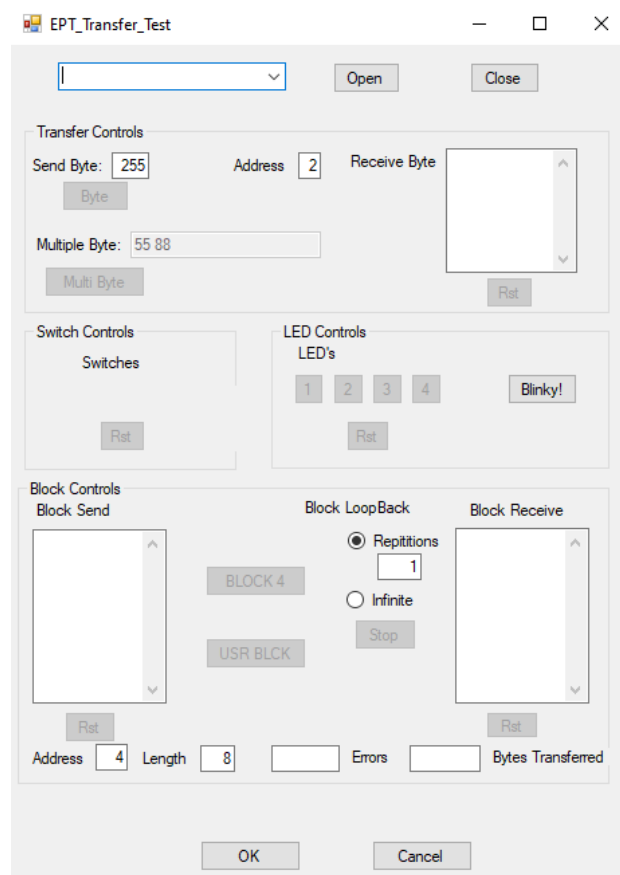 EPT_Transfer_Test
Open Close
Transfer Controls
Send Byte: 255 Address 2 Receive Byte
Byte
Multiple Byte: 55 88
Multi Byte
Rst
Switch Controls
Switches
Rst
LED Controls
LED's
1 2 3 4 Blinky!
Rst
Block Controls
Block Send Block LoopBack Block Receive
Repititions
1
BLOCK 4
Infinite
Stop
USR BLCK
Rst Rst
Address 4 Length 8 Errors Bytes Transferred
OK Cancel